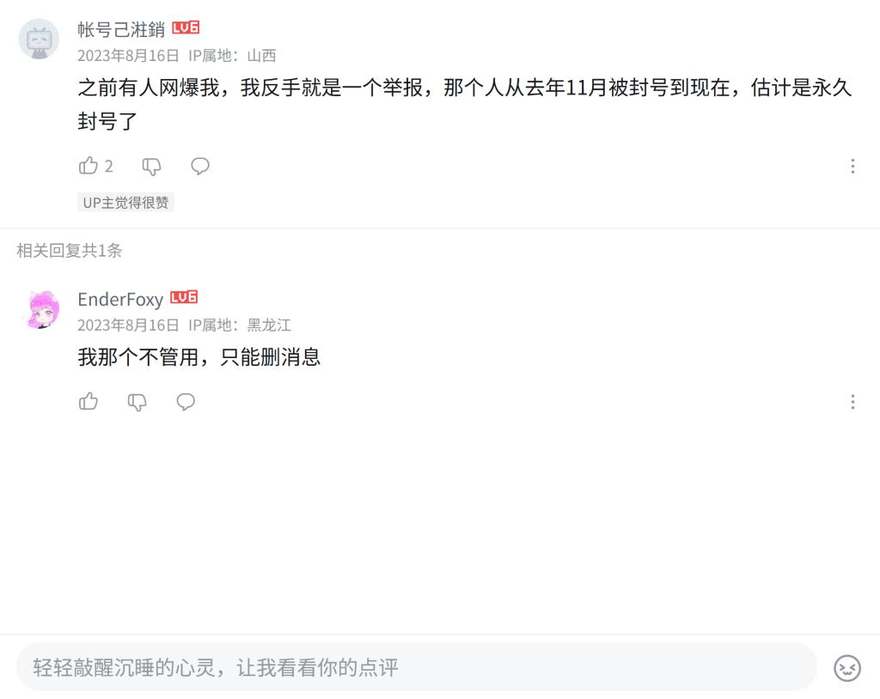 帐号己溎銷 LV6
2023年8月16日 IP属地：山西
之前有人网爆我，我反手就是一个举报，那个人从去年11月被封号到现在，估计是永久
封号了
2
UP主觉得很赞
相关回复共1条
EnderFoxy LV6
2023年8月16日 IP属地：黑龙江
我那个不管用，只能删消息
轻轻敲醒沉睡的心灵，让我看看你的点评